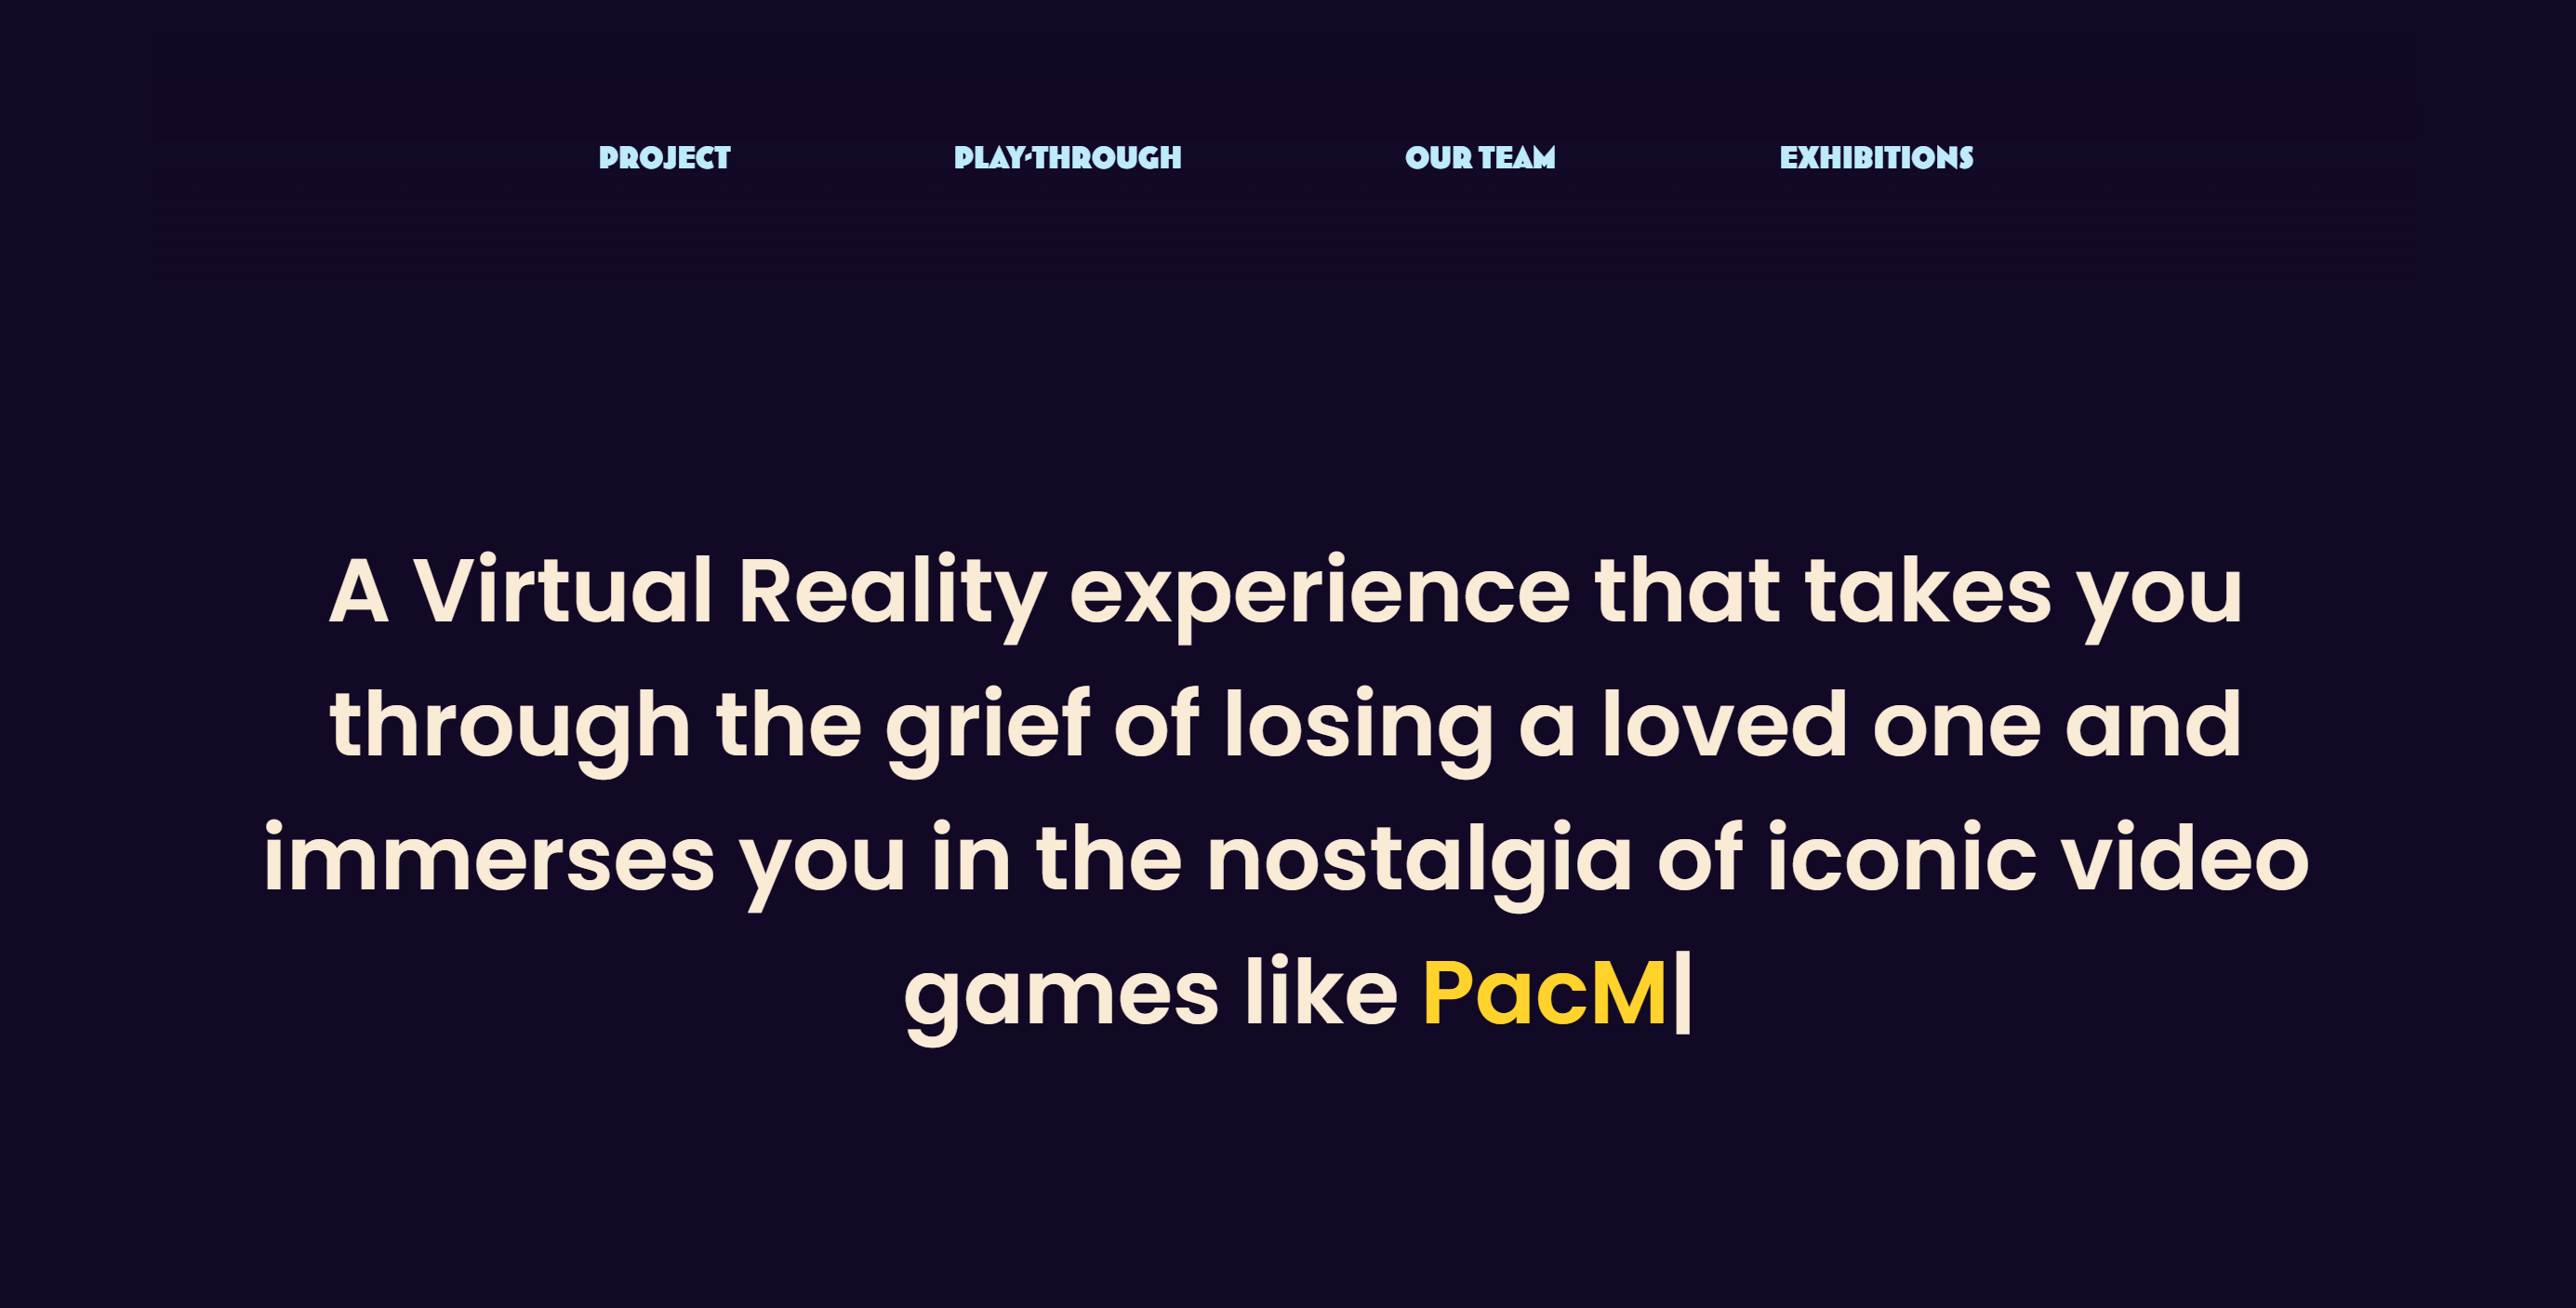 PROJECT PLAY-THROUGH OUR TEAM EXHIBITIONS
A Virtual Reality experience that takes you
through the grief of losing a loved one and
immerses you in the nostalgia of iconic video
games like PacM|